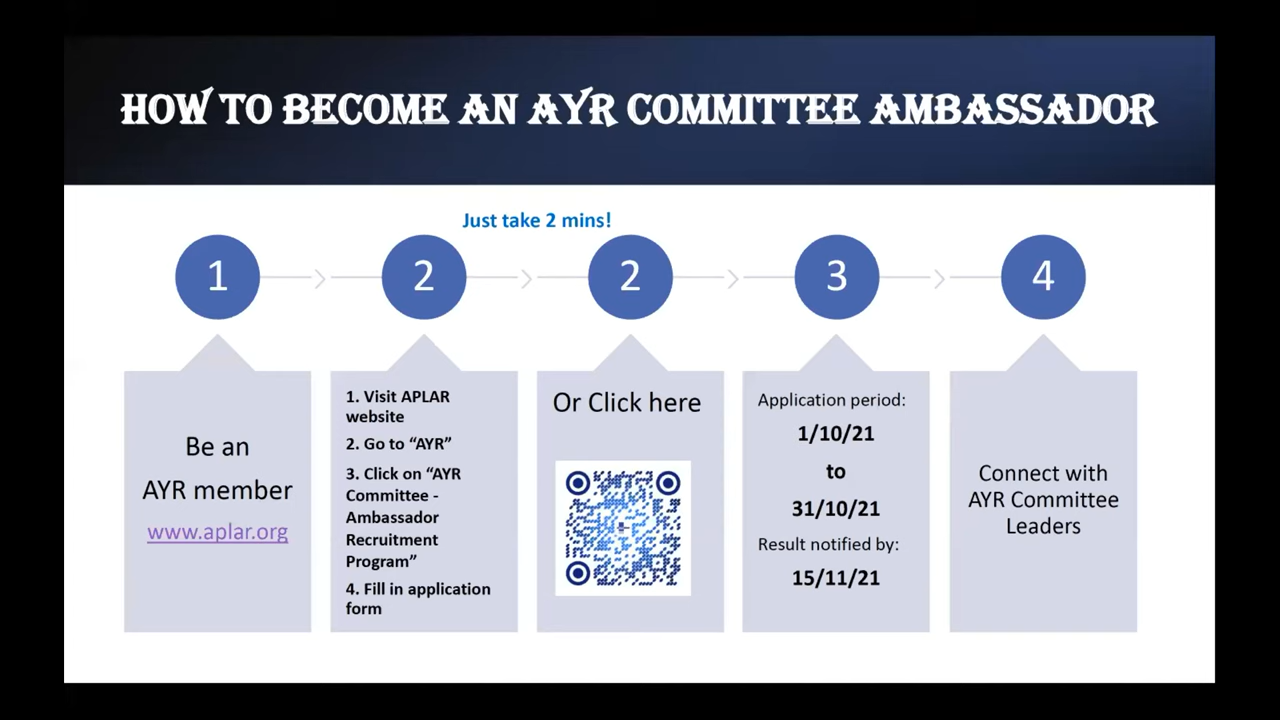 HOW TO BECOME AN AYR COMMITTEE AMBASSADOR
Just take 2 mins!
1
2
2
3
4
Be an
AYR member
www.aplar.org
1. Visit APLAR
website
2. Go to “AYR”
3. Click on “AYR
Committee -
Ambassador
Recruitment
Program”
4. Fill in application
form
Or Click here
Application period:
1/10/21
to
31/10/21
Result notified by:
15/11/21
Connect with
AYR Committee
Leaders